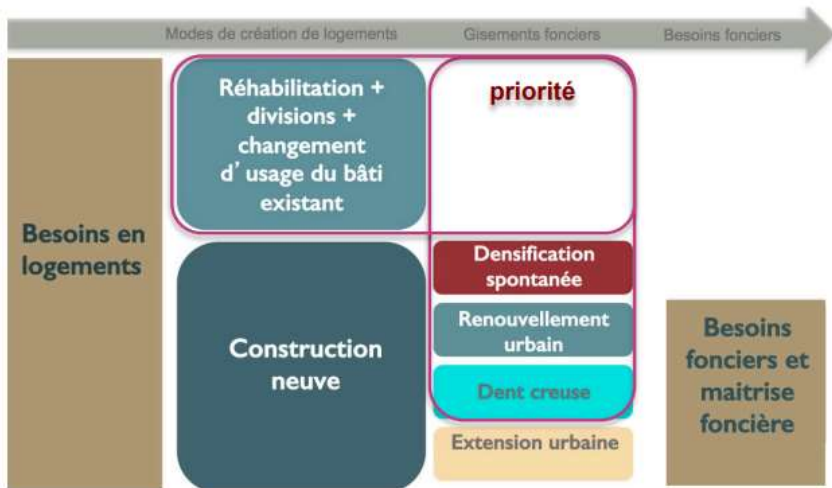 Modes de création de logements
Gisements fonciers
Besoins fonciers
Réhabilitation +
divisions +
changement
d' usage du bâti
existant
priorité
Besoins en
logements
Construction
neuve
Densification
spontanée
Renouvellement
urbain
Dent creuse
Extension urbaine
Besoins
fonciers et
maitrise
foncière